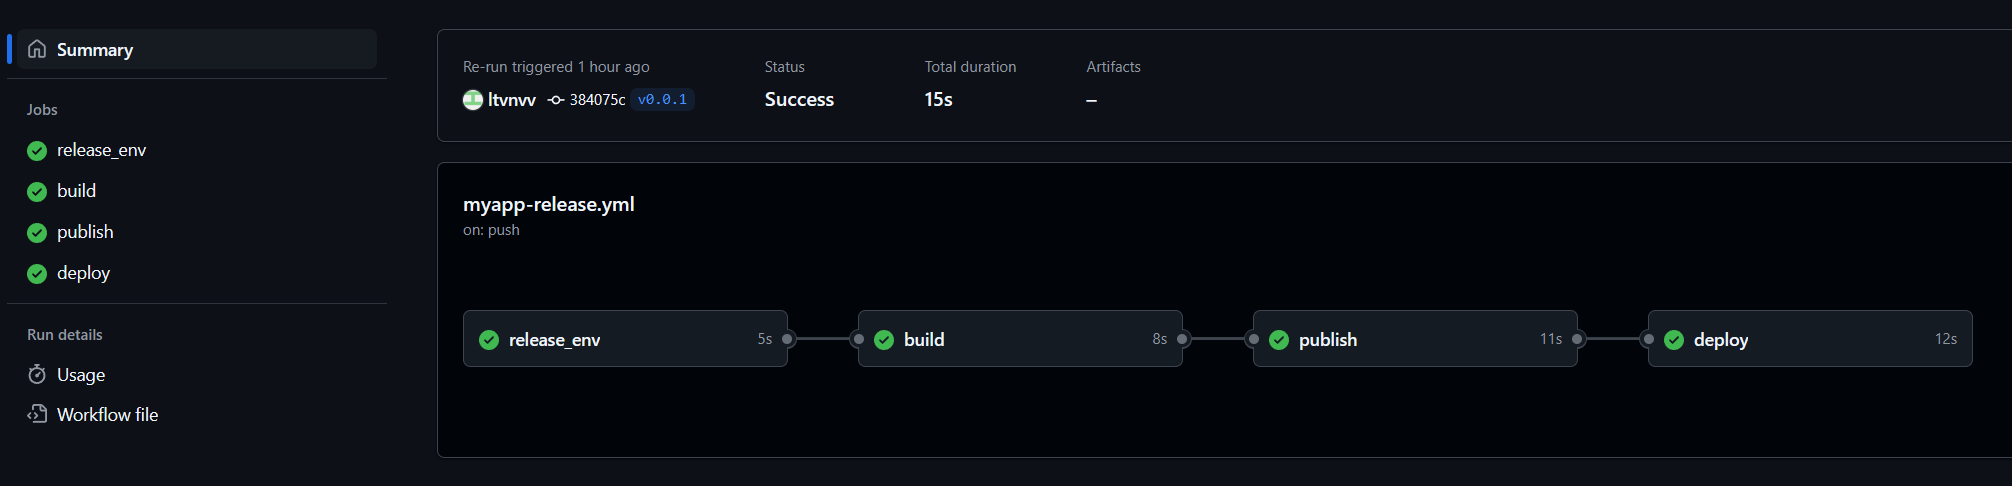 Summary
Jobs
release_env
build
publish
deploy
Run details
Usage
Workflow file
Re-run triggered 1 hour ago
ltvnvv 384075c v0.0.1
Status
Success
Total duration
15s
Artifacts
–
myapp-release.yml
on: push
release_env 5s
build 8s
publish 11s
deploy 12s